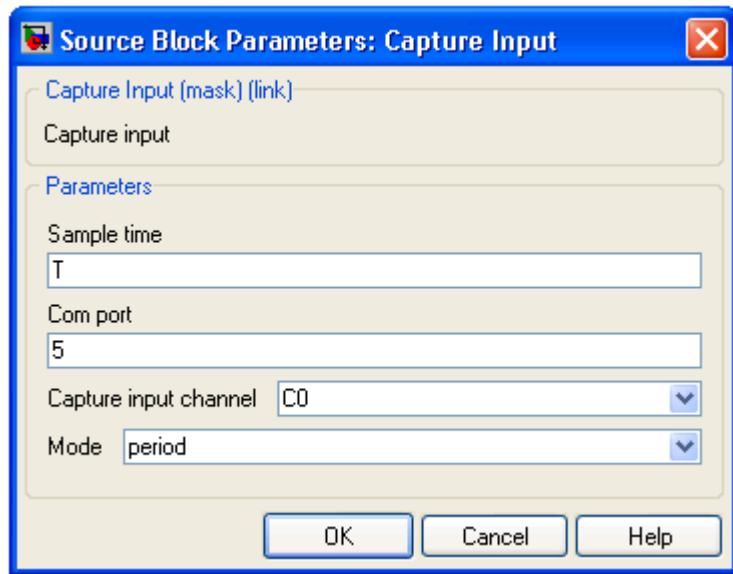 Source Block Parameters: Capture Input
Capture Input (mask) (link)
Capture input
Parameters
Sample time
T
Com port
5
Capture input channel C0
Mode period
OK Cancel Help